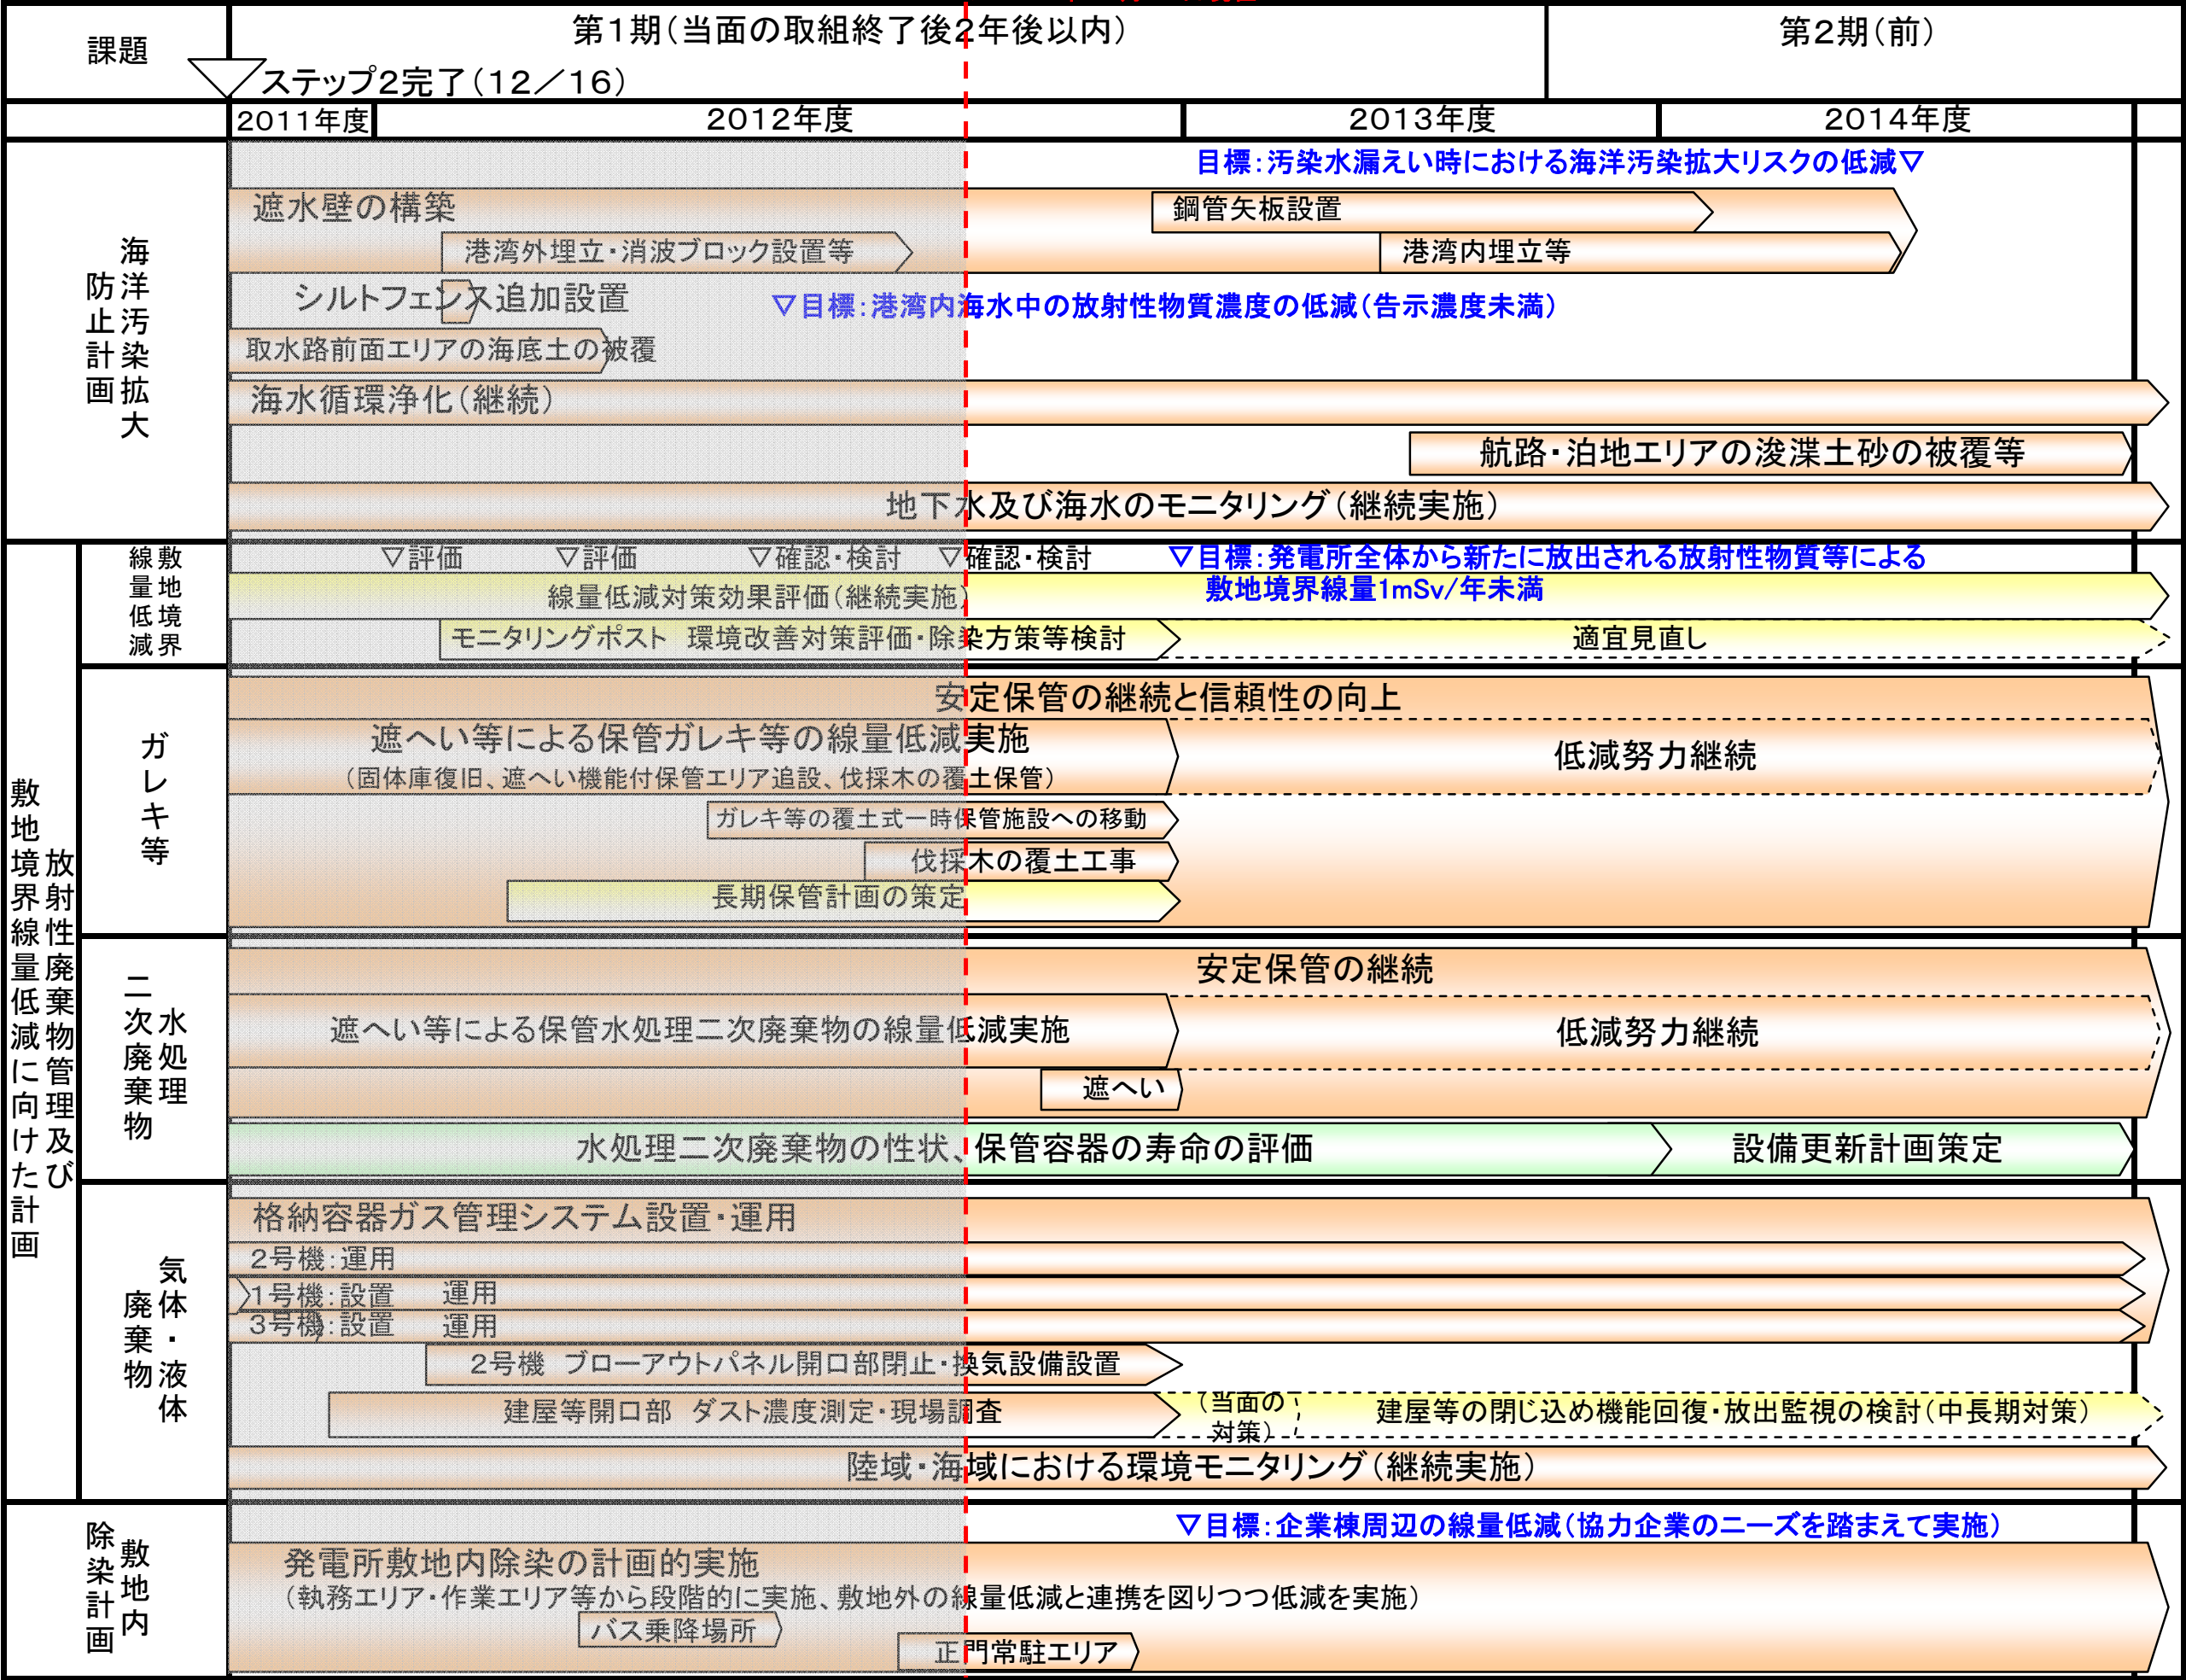 課題
第1期(当面の取組終了後2年後以内)
第2期(前)
ステップ2完了(12/16)
2011年度
2012年度
2013年度
2014年度
海洋汚染拡大
防止計画
目標:汚染水漏えい時における海洋汚染拡大リスクの低減▽
遮水壁の構築
鋼管矢板設置
港湾外埋立・消波ブロック設置等
港湾内埋立等
シルトフェンス追加設置
▽目標:港湾内海水中の放射性物質濃度の低減(告示濃度未満)
取水路前面エリアの海底土の被覆
海水循環浄化(継続)
航路・泊地エリアの浚渫土砂の被覆等
地下水及び海水のモニタリング(継続実施)
放射性廃棄物管理及び
敷地境界線量低減に向けた計画
敷地境界
線量低減
▽評価
▽評価
▽確認・検討
▽確認・検討
▽目標:発電所全体から新たに放出される放射性物質等による
敷地境界線量1mSv/年未満
線量低減対策効果評価(継続実施)
モニタリングポスト 環境改善対策評価・除染方策等検討
適宜見直し
ガレキ等
安定保管の継続と信頼性の向上
遮へい等による保管ガレキ等の線量低減実施
(固体庫復旧、遮へい機能付保管エリア追設、伐採木の覆土保管)
低減努力継続
ガレキ等の覆土式一時保管施設への移動
伐採木の覆土工事
長期保管計画の策定
水処理
二次廃棄物
安定保管の継続
遮へい等による保管水処理二次廃棄物の線量低減実施
低減努力継続
遮へい
水処理二次廃棄物の性状、保管容器の寿命の評価
設備更新計画策定
気体・液体
廃棄物
格納容器ガス管理システム設置・運用
2号機:運用
1号機:設置 運用
3号機:設置 運用
2号機 ブローアウトパネル開口部閉止・換気設備設置
建屋等開口部 ダスト濃度測定・現場調査
(当面の
対策)
建屋等の閉じ込め機能回復・放出監視の検討(中長期対策)
陸域・海域における環境モニタリング(継続実施)
敷地内
除染計画
▽目標:企業棟周辺の線量低減(協力企業のニーズを踏まえて実施)
発電所敷地内除染の計画的実施
(執務エリア・作業エリア等から段階的に実施、敷地外の線量低減と連携を図りつつ低減を実施)
バス乗降場所
正門常駐エリア